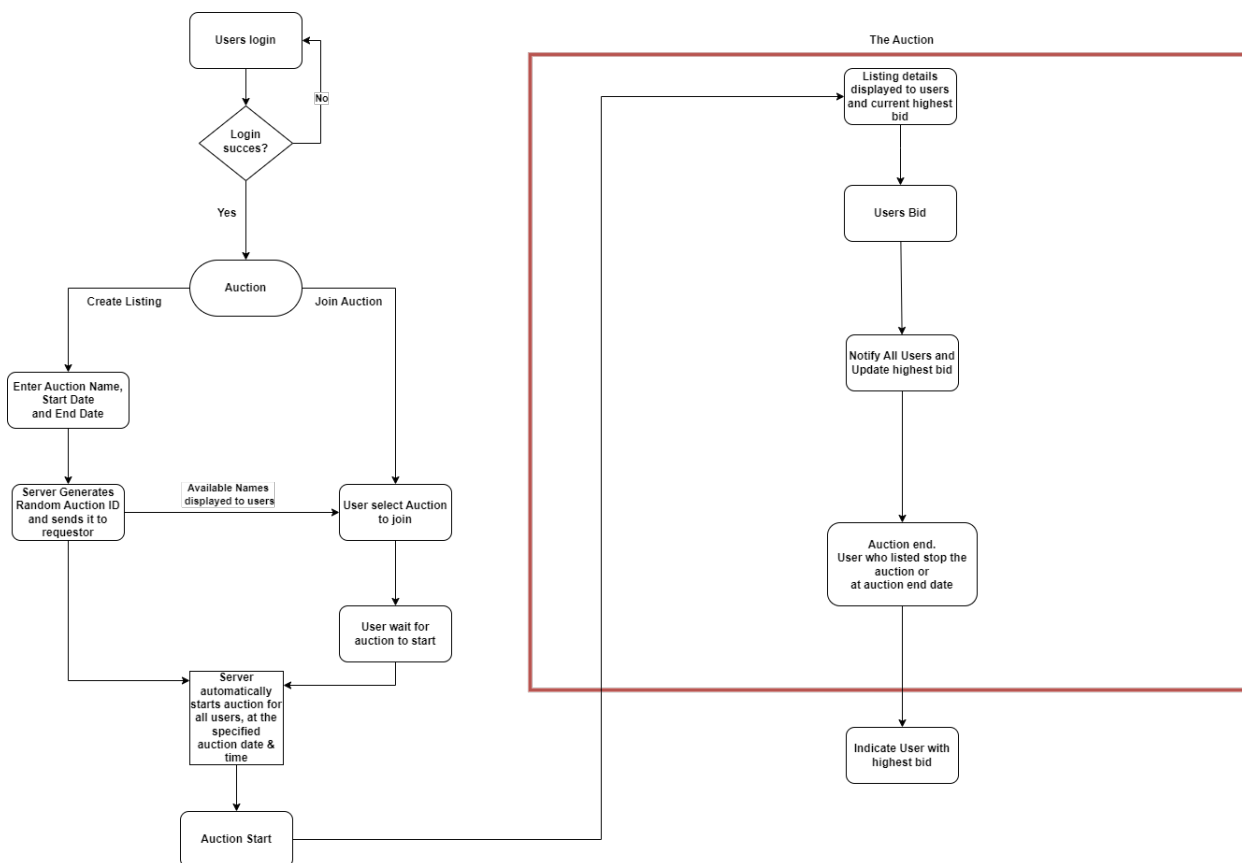 Users login
No
Login
succes?
Yes
Auction
Create Listing
Join Auction
Enter Auction Name,
Start Date
and End Date
Server Generates
Random Auction ID
and sends it to
requestor
Available Names
displayed to users
User select Auction
to join
User wait for
auction to start
Server
automatically
starts auction for
all users, at the
specified
auction date &
time
Auction Start
The Auction
Listing details
displayed to users
and current highest
bid
Users Bid
Notify All Users and
Update highest bid
Auction end.
User who listed stop the
auction or
at auction end date
Indicate User with
highest bid